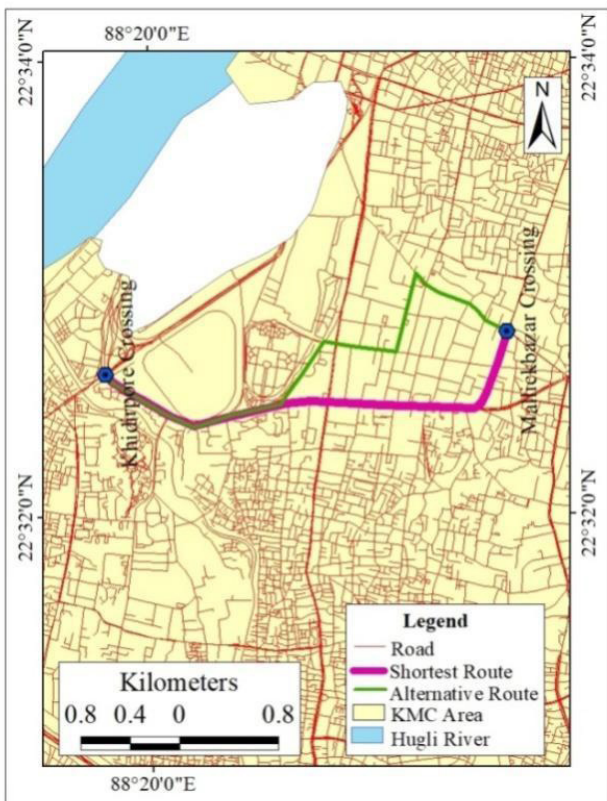 88°20'0"E
22°34'0"N
22°34'0"N
N
Khidirpore Crossing
Mallickbazar Crossing
22°32'0"N
22°32'0"N
Legend
Road
Shortest Route
Alternative Route
KMC Area
Hugli River
Kilometers
0.8 0.4 0 0.8
88°20'0"E